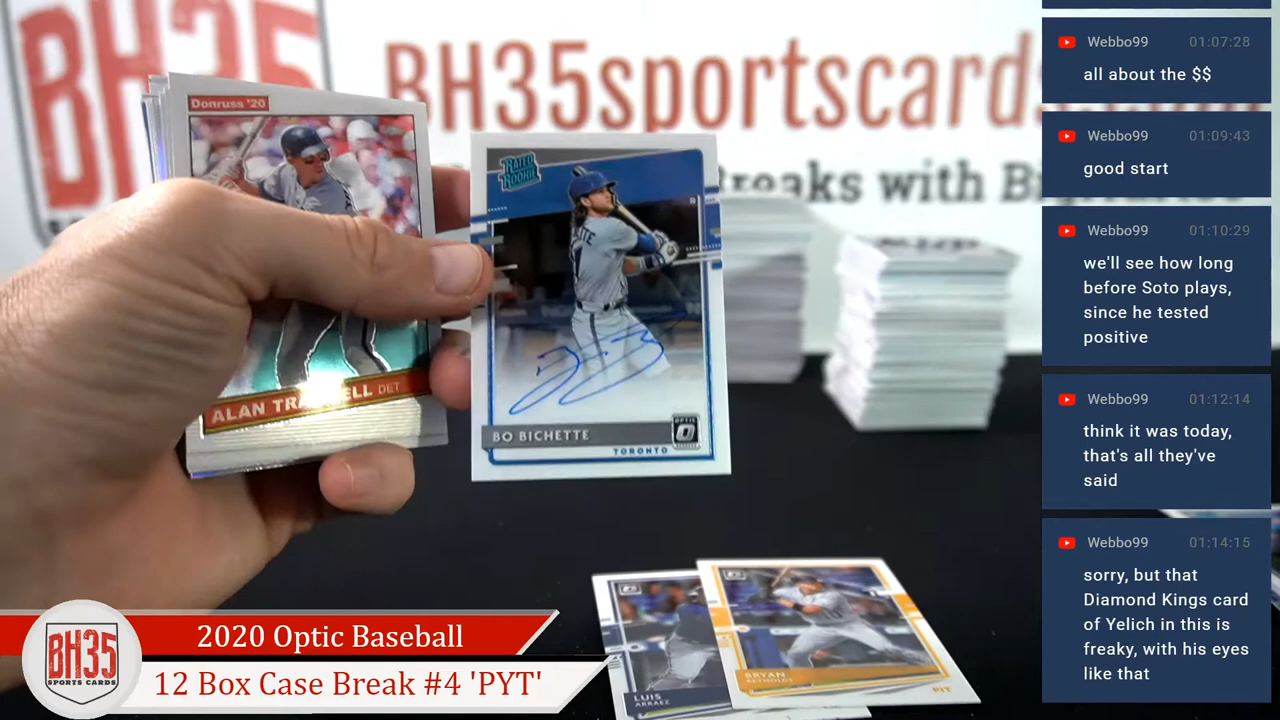 BH35
BH35sportscards
Breaks with
Donruss '20
ALAN TRAMMELL DET
RATED
ROOKIE
BO BICHETTE
OPTIC
TORONTO
LUIS
ARRAEZ
BRYAN
REYNOLDS
PIT
BH35
SPORTS CARDS
2020 Optic Baseball
12 Box Case Break #4 'PYT'
Webbo99 01:07:28
all about the $$
Webbo99 01:09:43
good start
Webbo99 01:10:29
we'll see how long
before Soto plays,
since he tested
positive
Webbo99 01:12:14
think it was today,
that's all they've
said
Webbo99 01:14:15
sorry, but that
Diamond Kings card
of Yelich in this is
freaky, with his eyes
like that